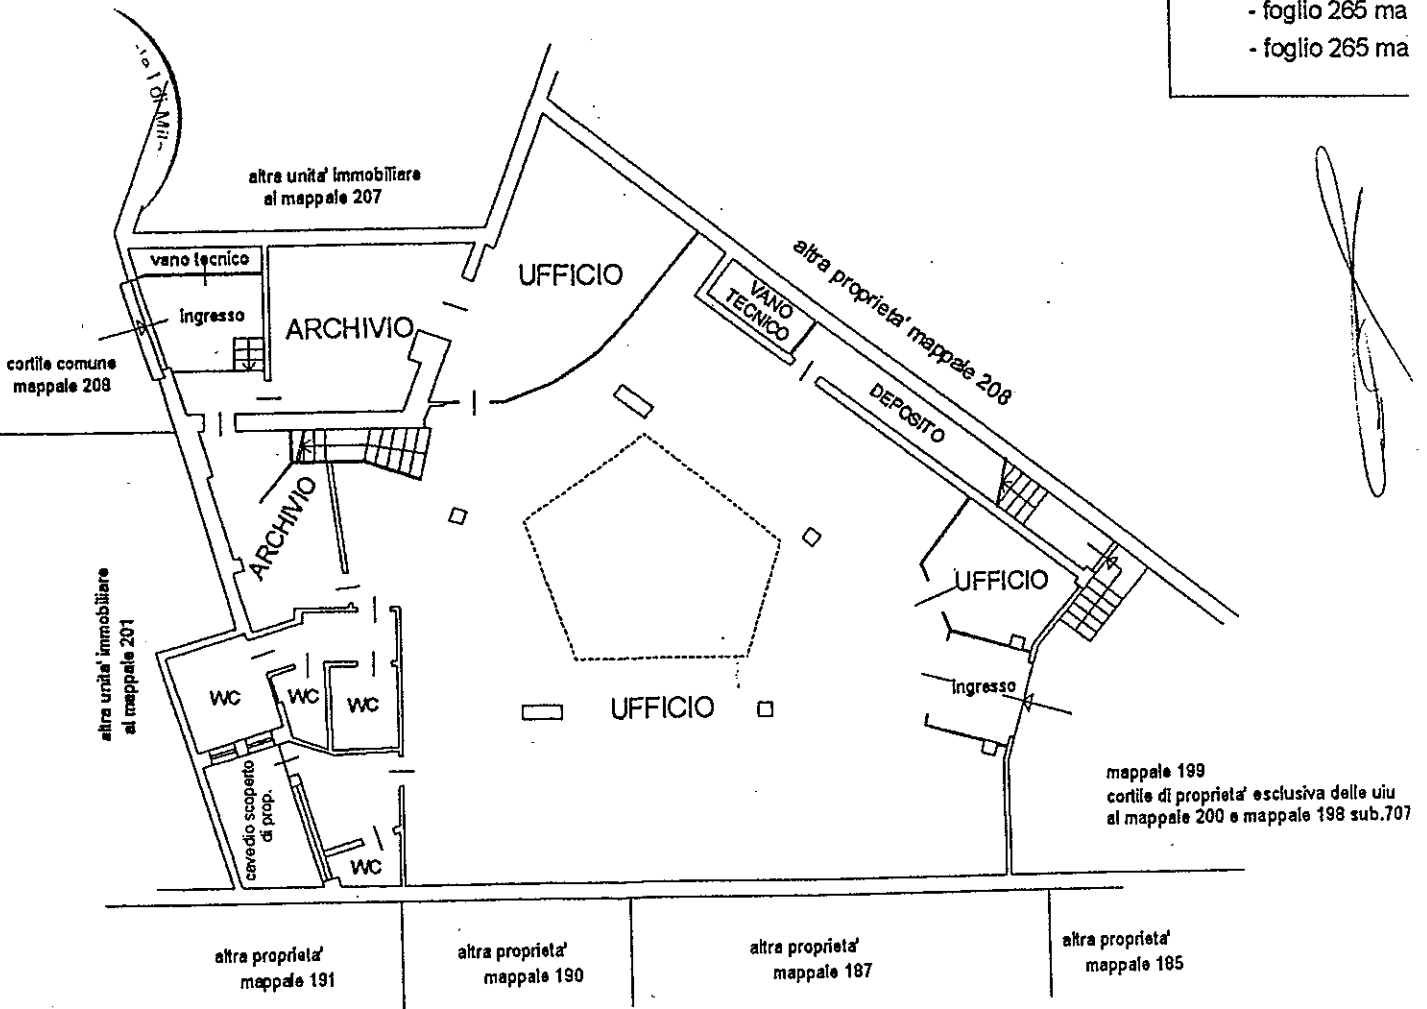 - foglio 265 ma
- foglio 265 ma
I di Mil
altra unita' immobiliare
al mappale 207
vano tecnico
ingresso
ARCHIVIO
UFFICIO
VANO
TECNICO
altra proprieta' mappale 208
cortile comune
mappale 208
DEPOSITO
ARCHIVIO
UFFICIO
altra unita' immobiliare
al mappale 201
WC
WC
WC
UFFICIO
ingresso
cavedio scoperto
di prop.
WC
mappale 199
cortile di proprieta' esclusiva delle uiu
al mappale 200 e mappale 198 sub.707
altra proprieta'
mappale 191
altra proprieta'
mappale 190
altra proprieta'
mappale 187
altra proprieta'
mappale 185